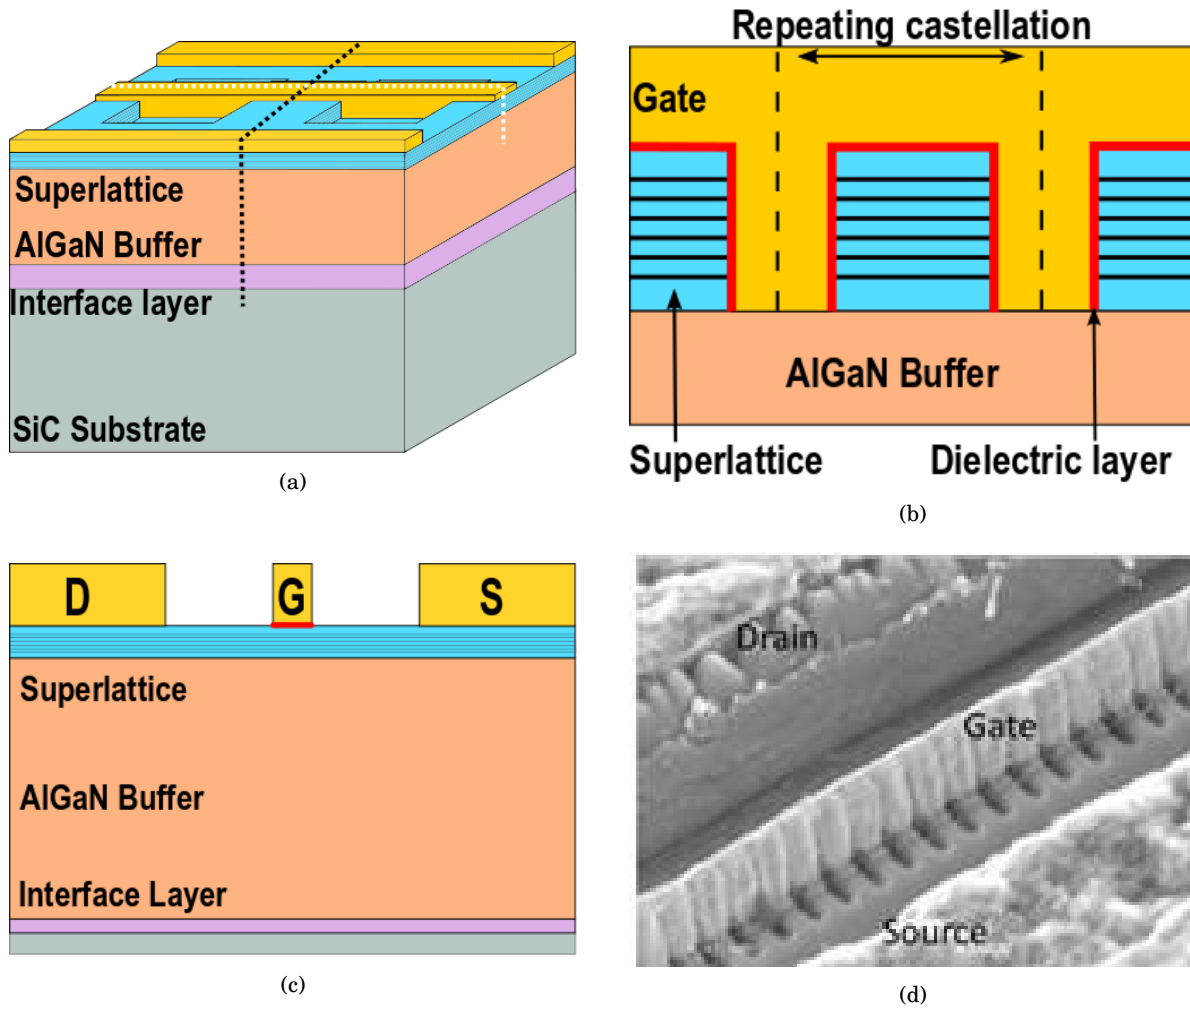 Superlattice
AlGaN Buffer
Interface layer
SiC Substrate
(a)
Repeating castellation
Gate
AlGaN Buffer
Superlattice
Dielectric layer
(b)
D
G
S
Superlattice
AlGaN Buffer
Interface Layer
(c)
Drain
Gate
Source
(d)